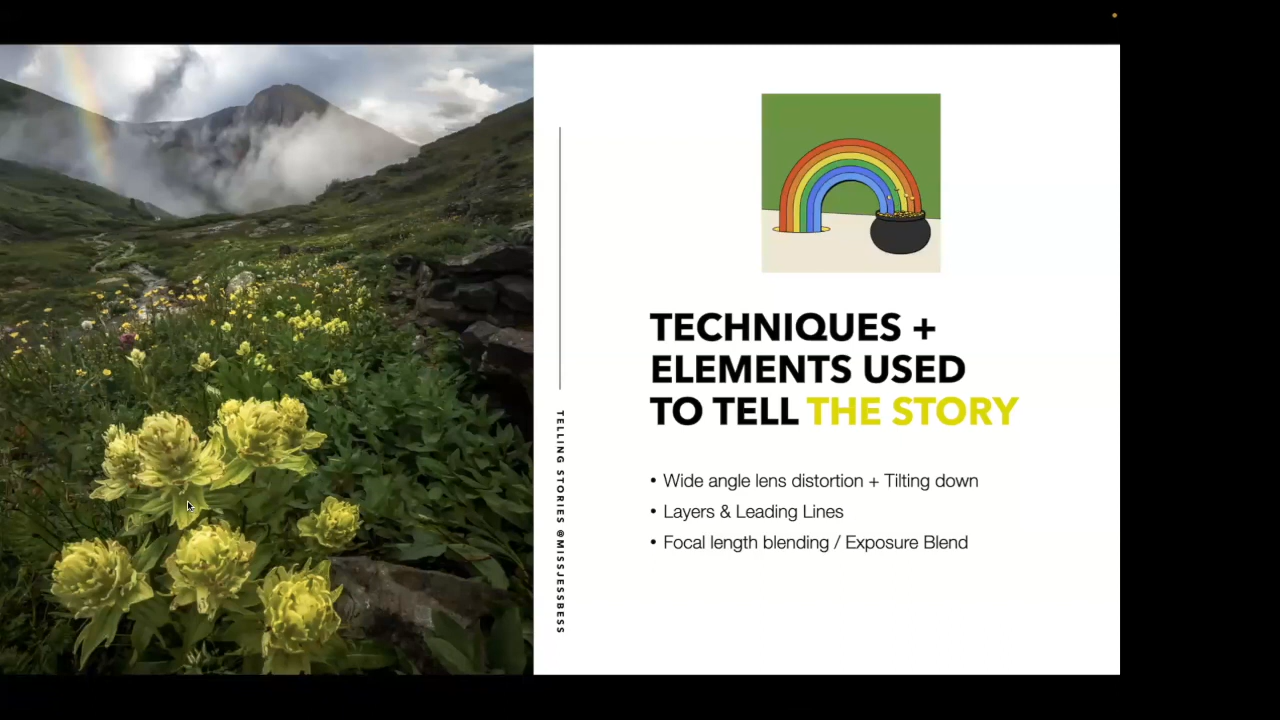 TECHNIQUES +
ELEMENTS USED
TO TELL THE STORY
• Wide angle lens distortion + Tilting down
• Layers & Leading Lines
• Focal length blending / Exposure Blend
TELLING STORIES @MISSJESSBESS